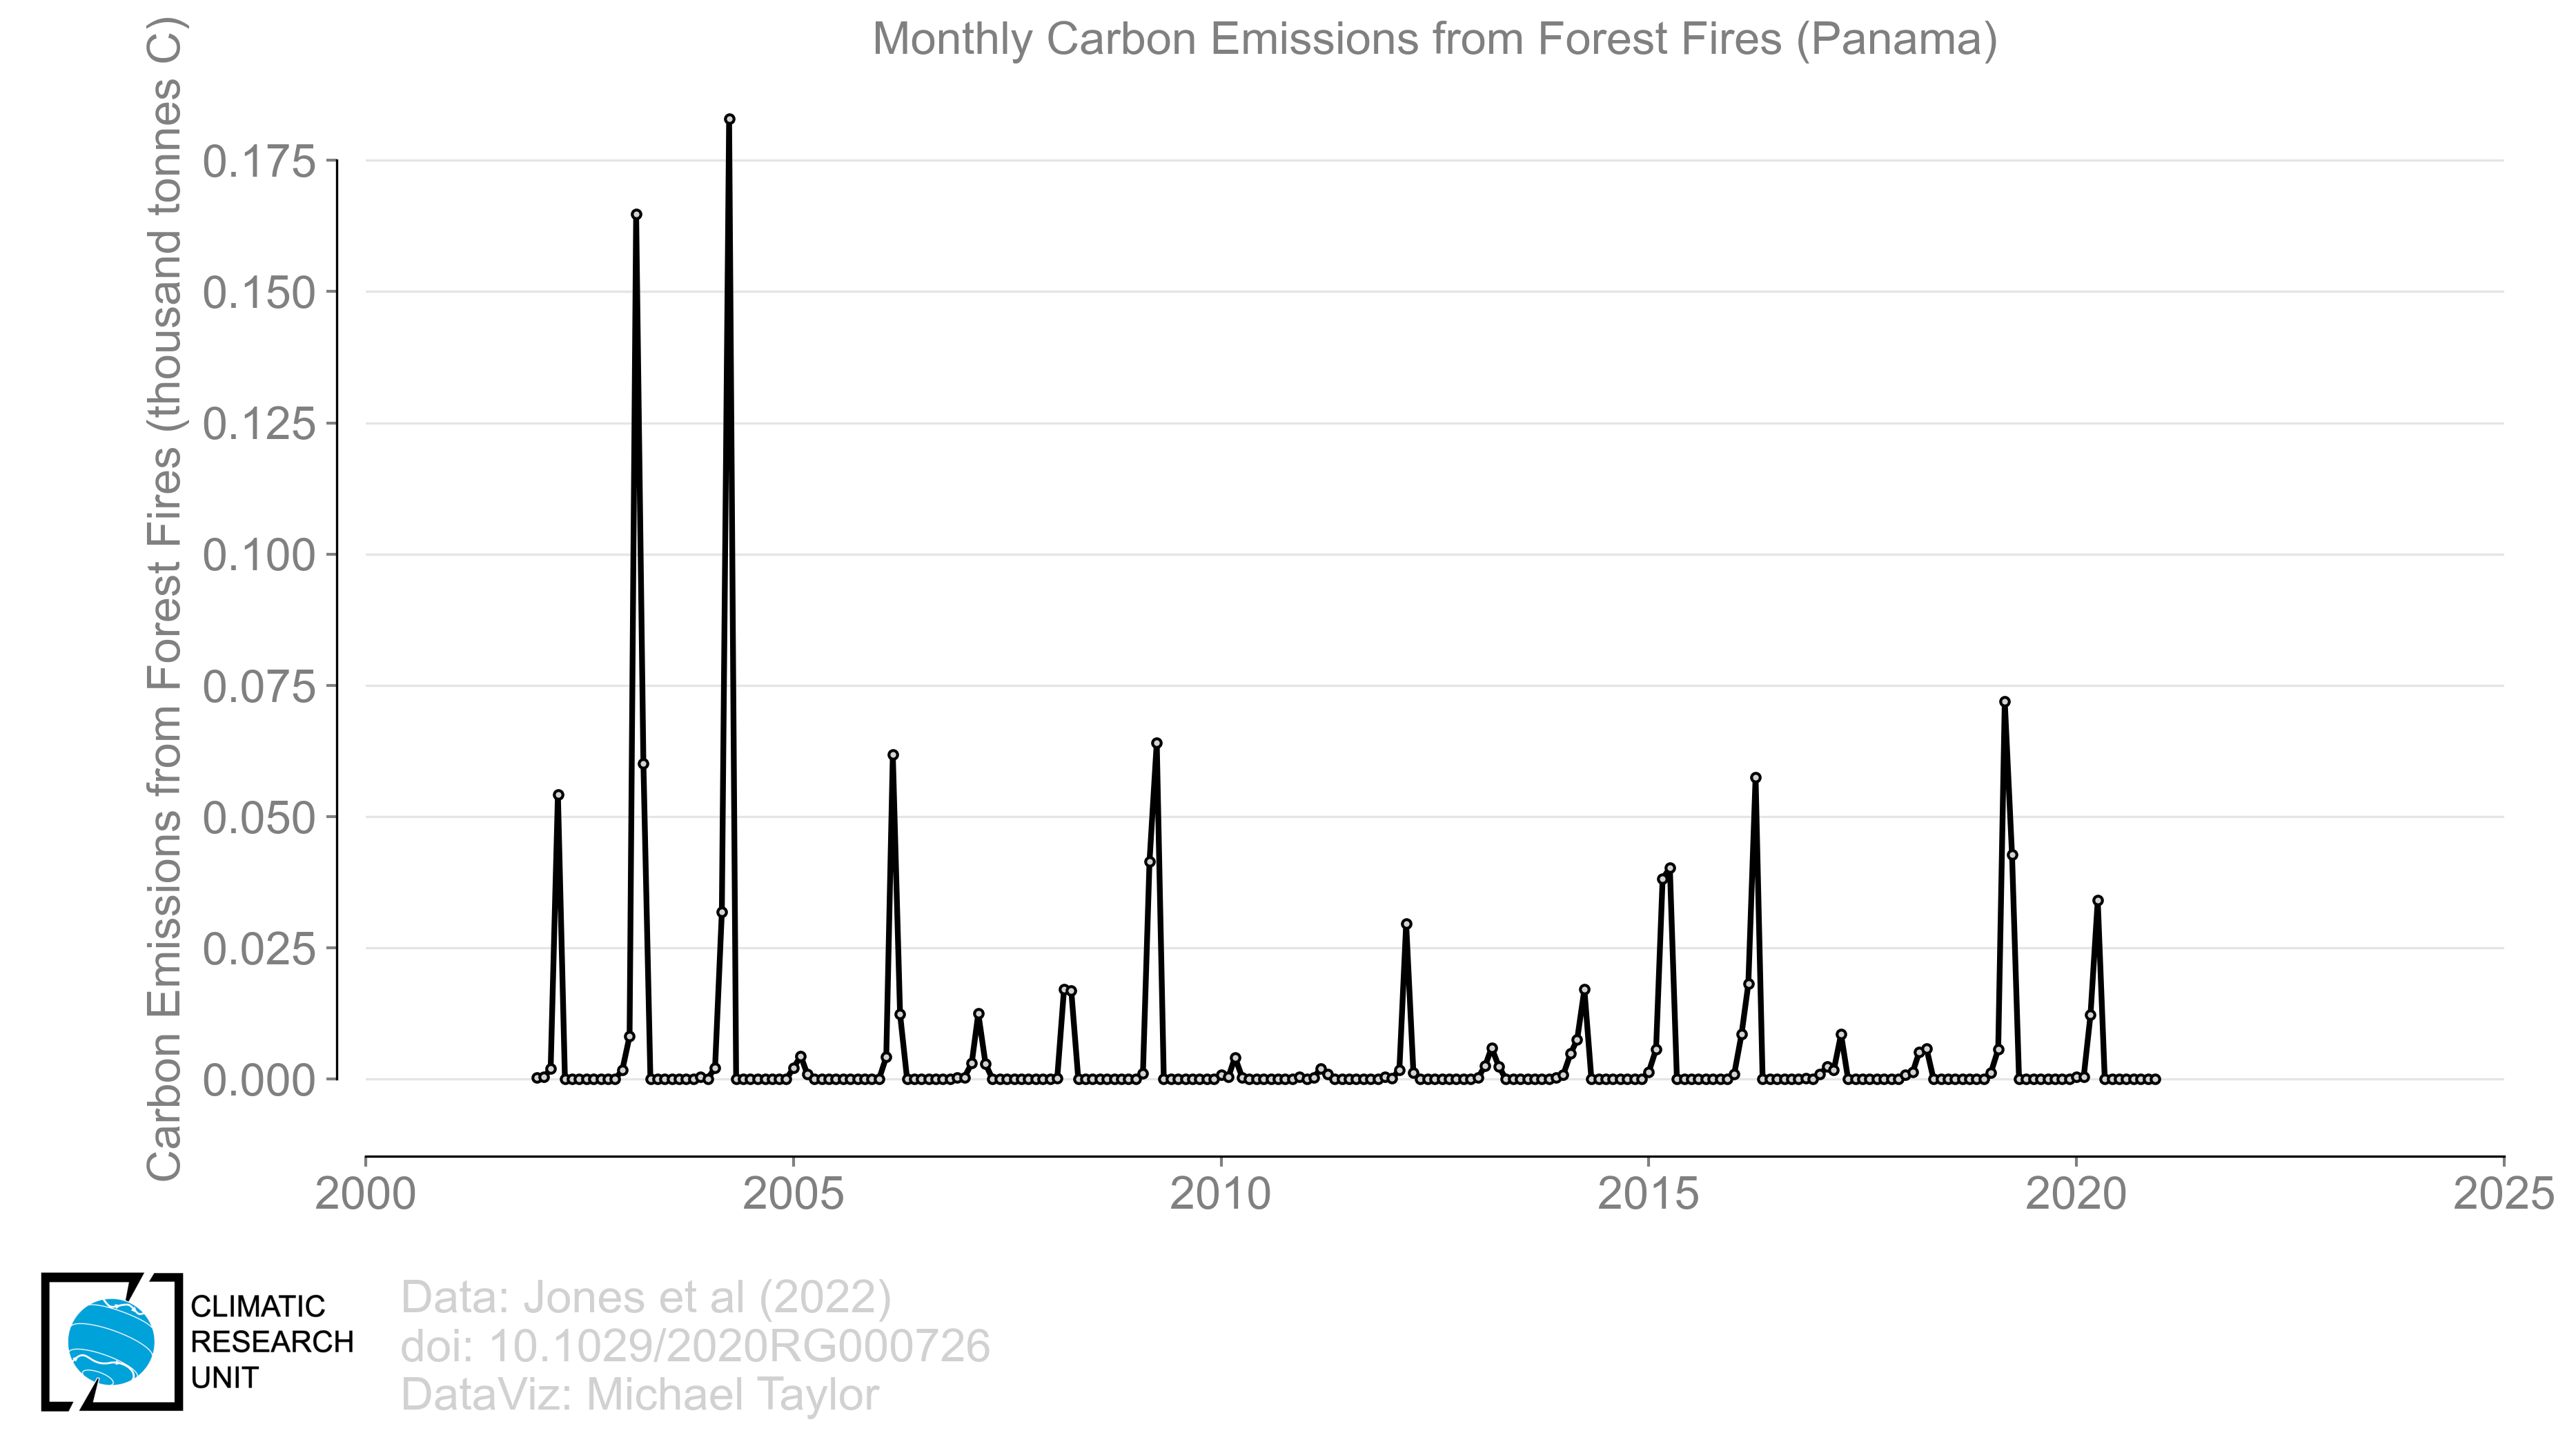 Monthly Carbon Emissions from Forest Fires (Panama)
Carbon Emissions from Forest Fires (thousand tonnes C)
0.175
0.150
0.125
0.100
0.075
0.050
0.025
0.000
2000
2005
2010
2015
2020
2025
CLIMATIC
RESEARCH
UNIT
Data: Jones et al (2022)
doi: 10.1029/2020RG000726
DataViz: Michael Taylor